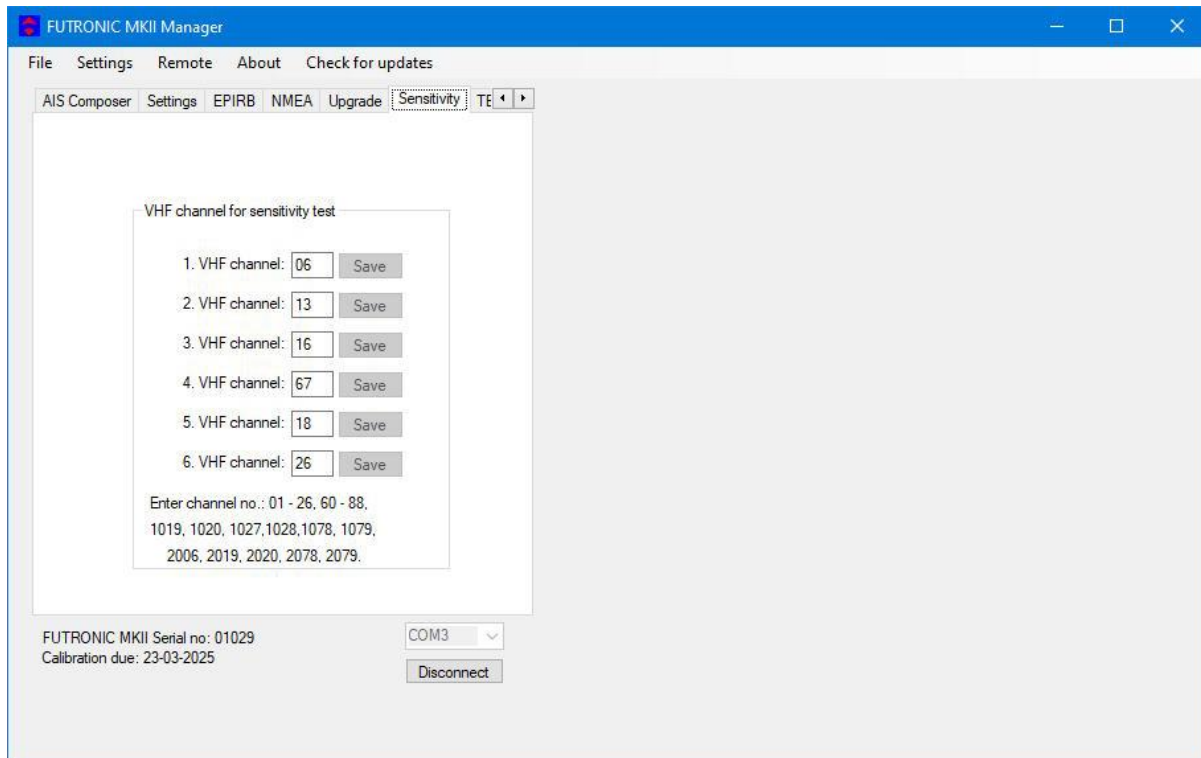 FUTRONIC MKII Manager
File Settings Remote About Check for updates
AIS Composer Settings EPIRB NMEA Upgrade Sensitivity
VHF channel for sensitivity test
1. VHF channel: 06 Save
2. VHF channel: 13 Save
3. VHF channel: 16 Save
4. VHF channel: 67 Save
5. VHF channel: 18 Save
6. VHF channel: 26 Save
Enter channel no.: 01 - 26, 60 - 88,
1019, 1020, 1027,1028,1078, 1079,
2006, 2019, 2020, 2078, 2079.
FUTRONIC MKII Serial no: 01029
Calibration due: 23-03-2025
COM3
Disconnect